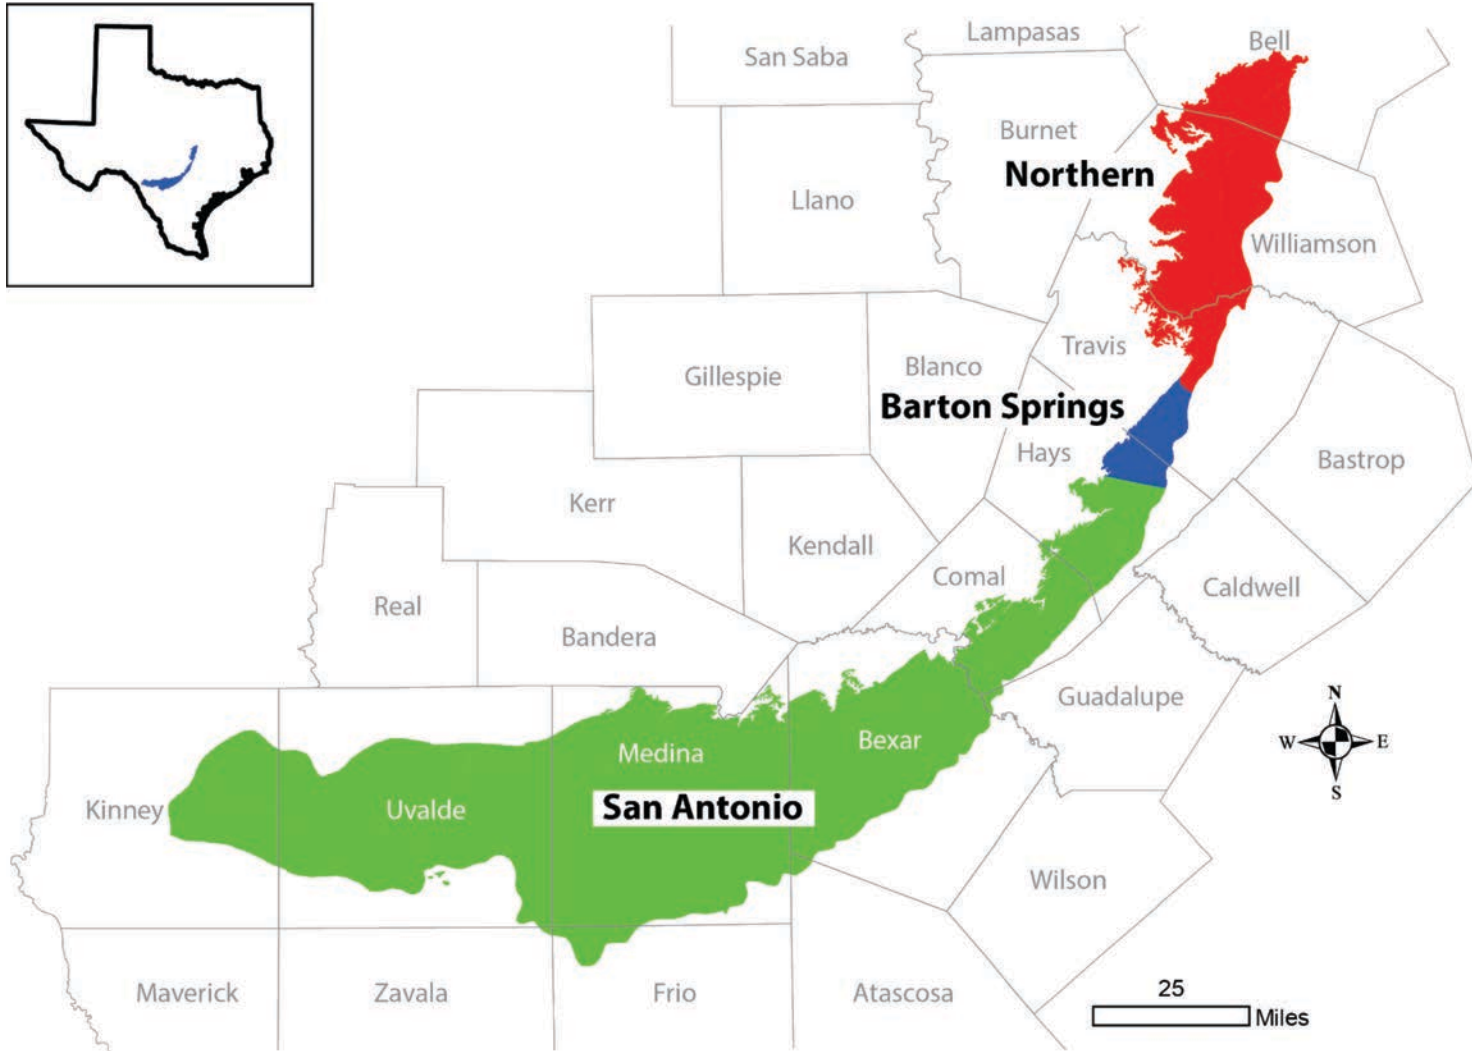 Lampasas
Bell
San Saba
Burnet
Northern
Llano
Williamson
Travis
Gillespie
Blanco
Barton Springs
Hays
Bastrop
Kerr
Kendall
Comal
Caldwell
Real
Bandera
Guadalupe
N
W
E
S
Medina
Bexar
Kinney
Uvalde
San Antonio
Wilson
Maverick
Zavala
Frio
Atascosa
25
Miles